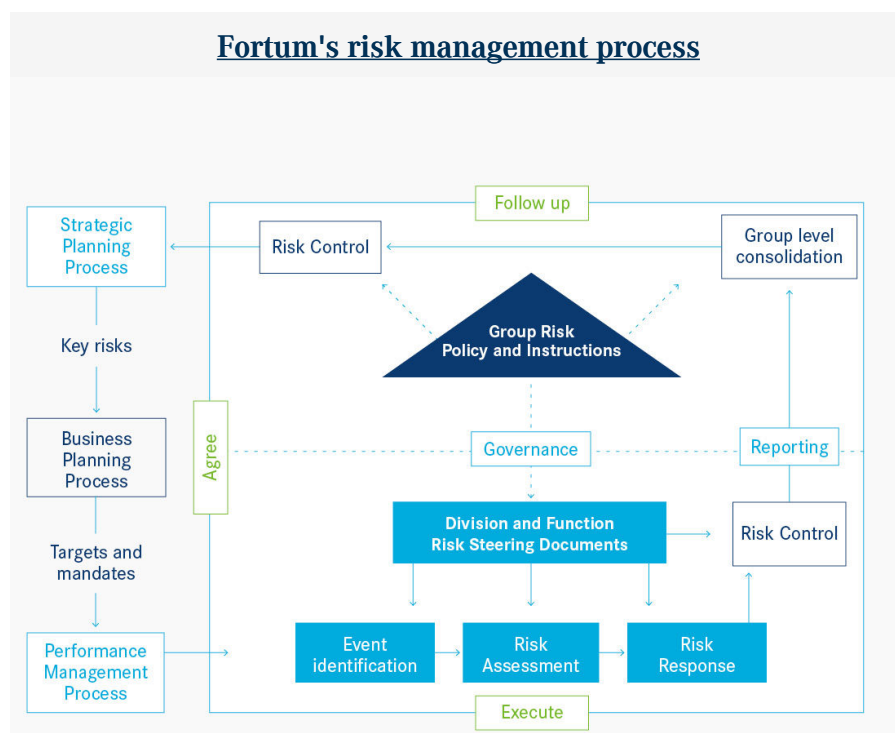 Fortum's risk management process
Follow up
Strategic
Planning
Process
Risk Control
Group level
consolidation
Group Risk
Policy and Instructions
Key risks
Agree
Business
Planning
Process
Governance
Reporting
Division and Function
Risk Steering Documents
Risk Control
Targets and
mandates
Performance
Management
Process
Event
identification
Risk
Assessment
Risk
Response
Execute